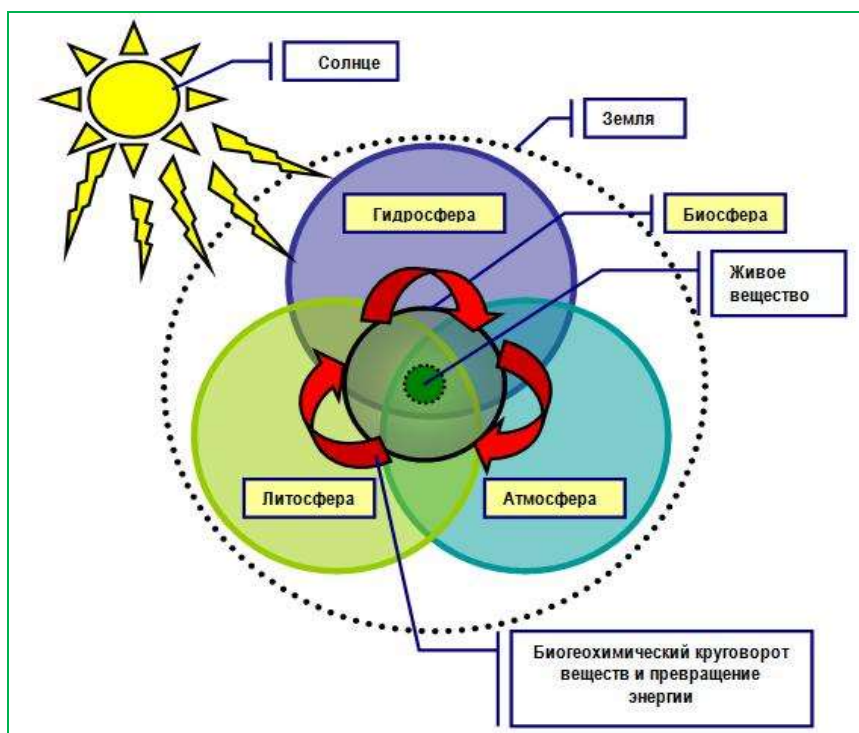 Солнце
Земля
Гидросфера
Биосфера
Живое
вещество
Литосфера
Атмосфера
Биогеохимический круговорот
веществ и превращение
энергии